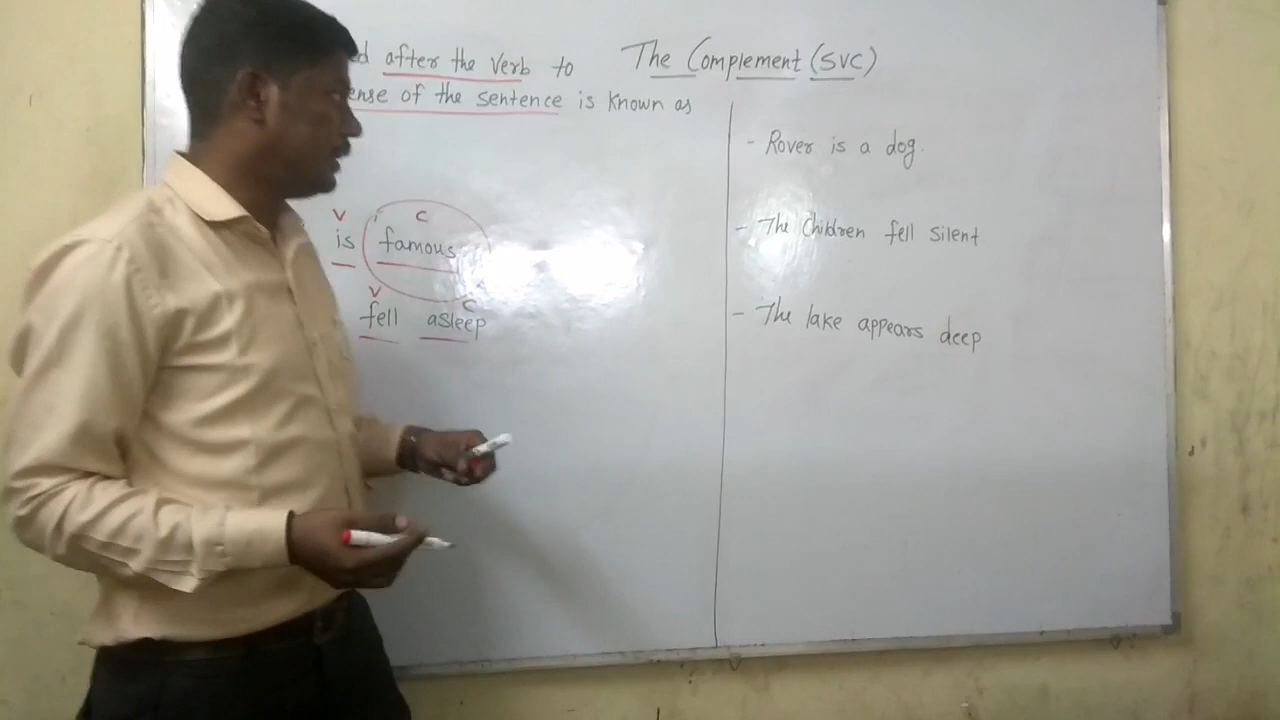 The Complement (SVC)
after the verb to
sense of the sentence is known as
V C
is famous
V C
fell asleep
- Rover is a dog.
- The Children fell silent
- The lake appears deep